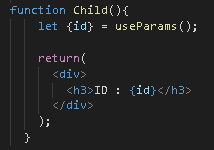 function Child(){
let {id} = useParams();
return(
<div>
<h3>ID : {id}</h3>
</div>
);
}